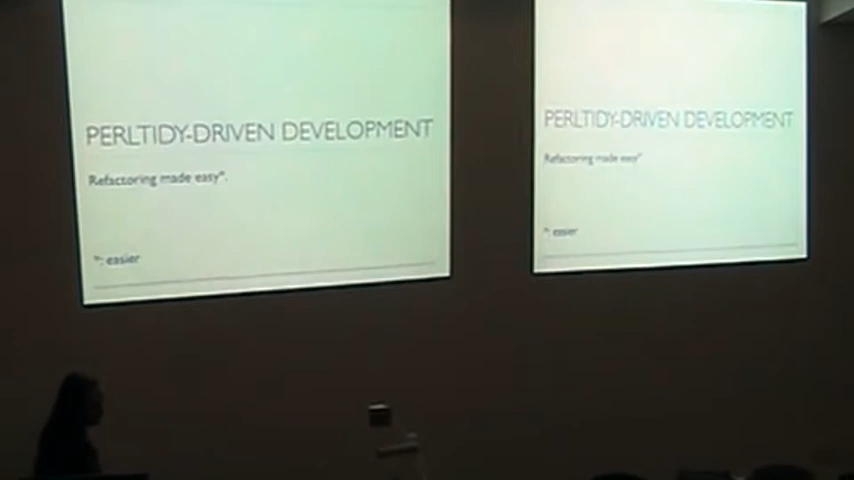 PERLTIDY-DRIVEN DEVELOPMENT
Refactoring made easy*.
*: easier
PERLTIDY-DRIVEN DEVELOPMENT
Refactoring made easy*
*: easier